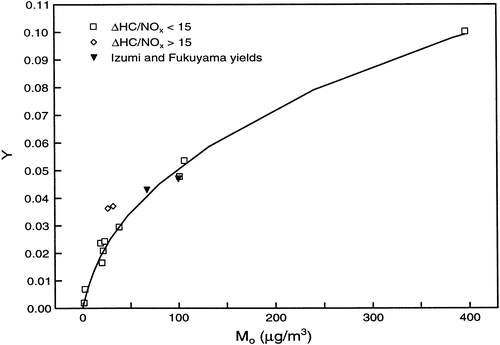 0.11
0.10
0.09
0.08
0.07
0.06
0.05
0.04
0.03
0.02
0.01
0.00
Y
ΔHC/NOx < 15
ΔHC/NOx > 15
Izumi and Fukuyama yields
0 100 200 300 400
Mo (μg/m³)